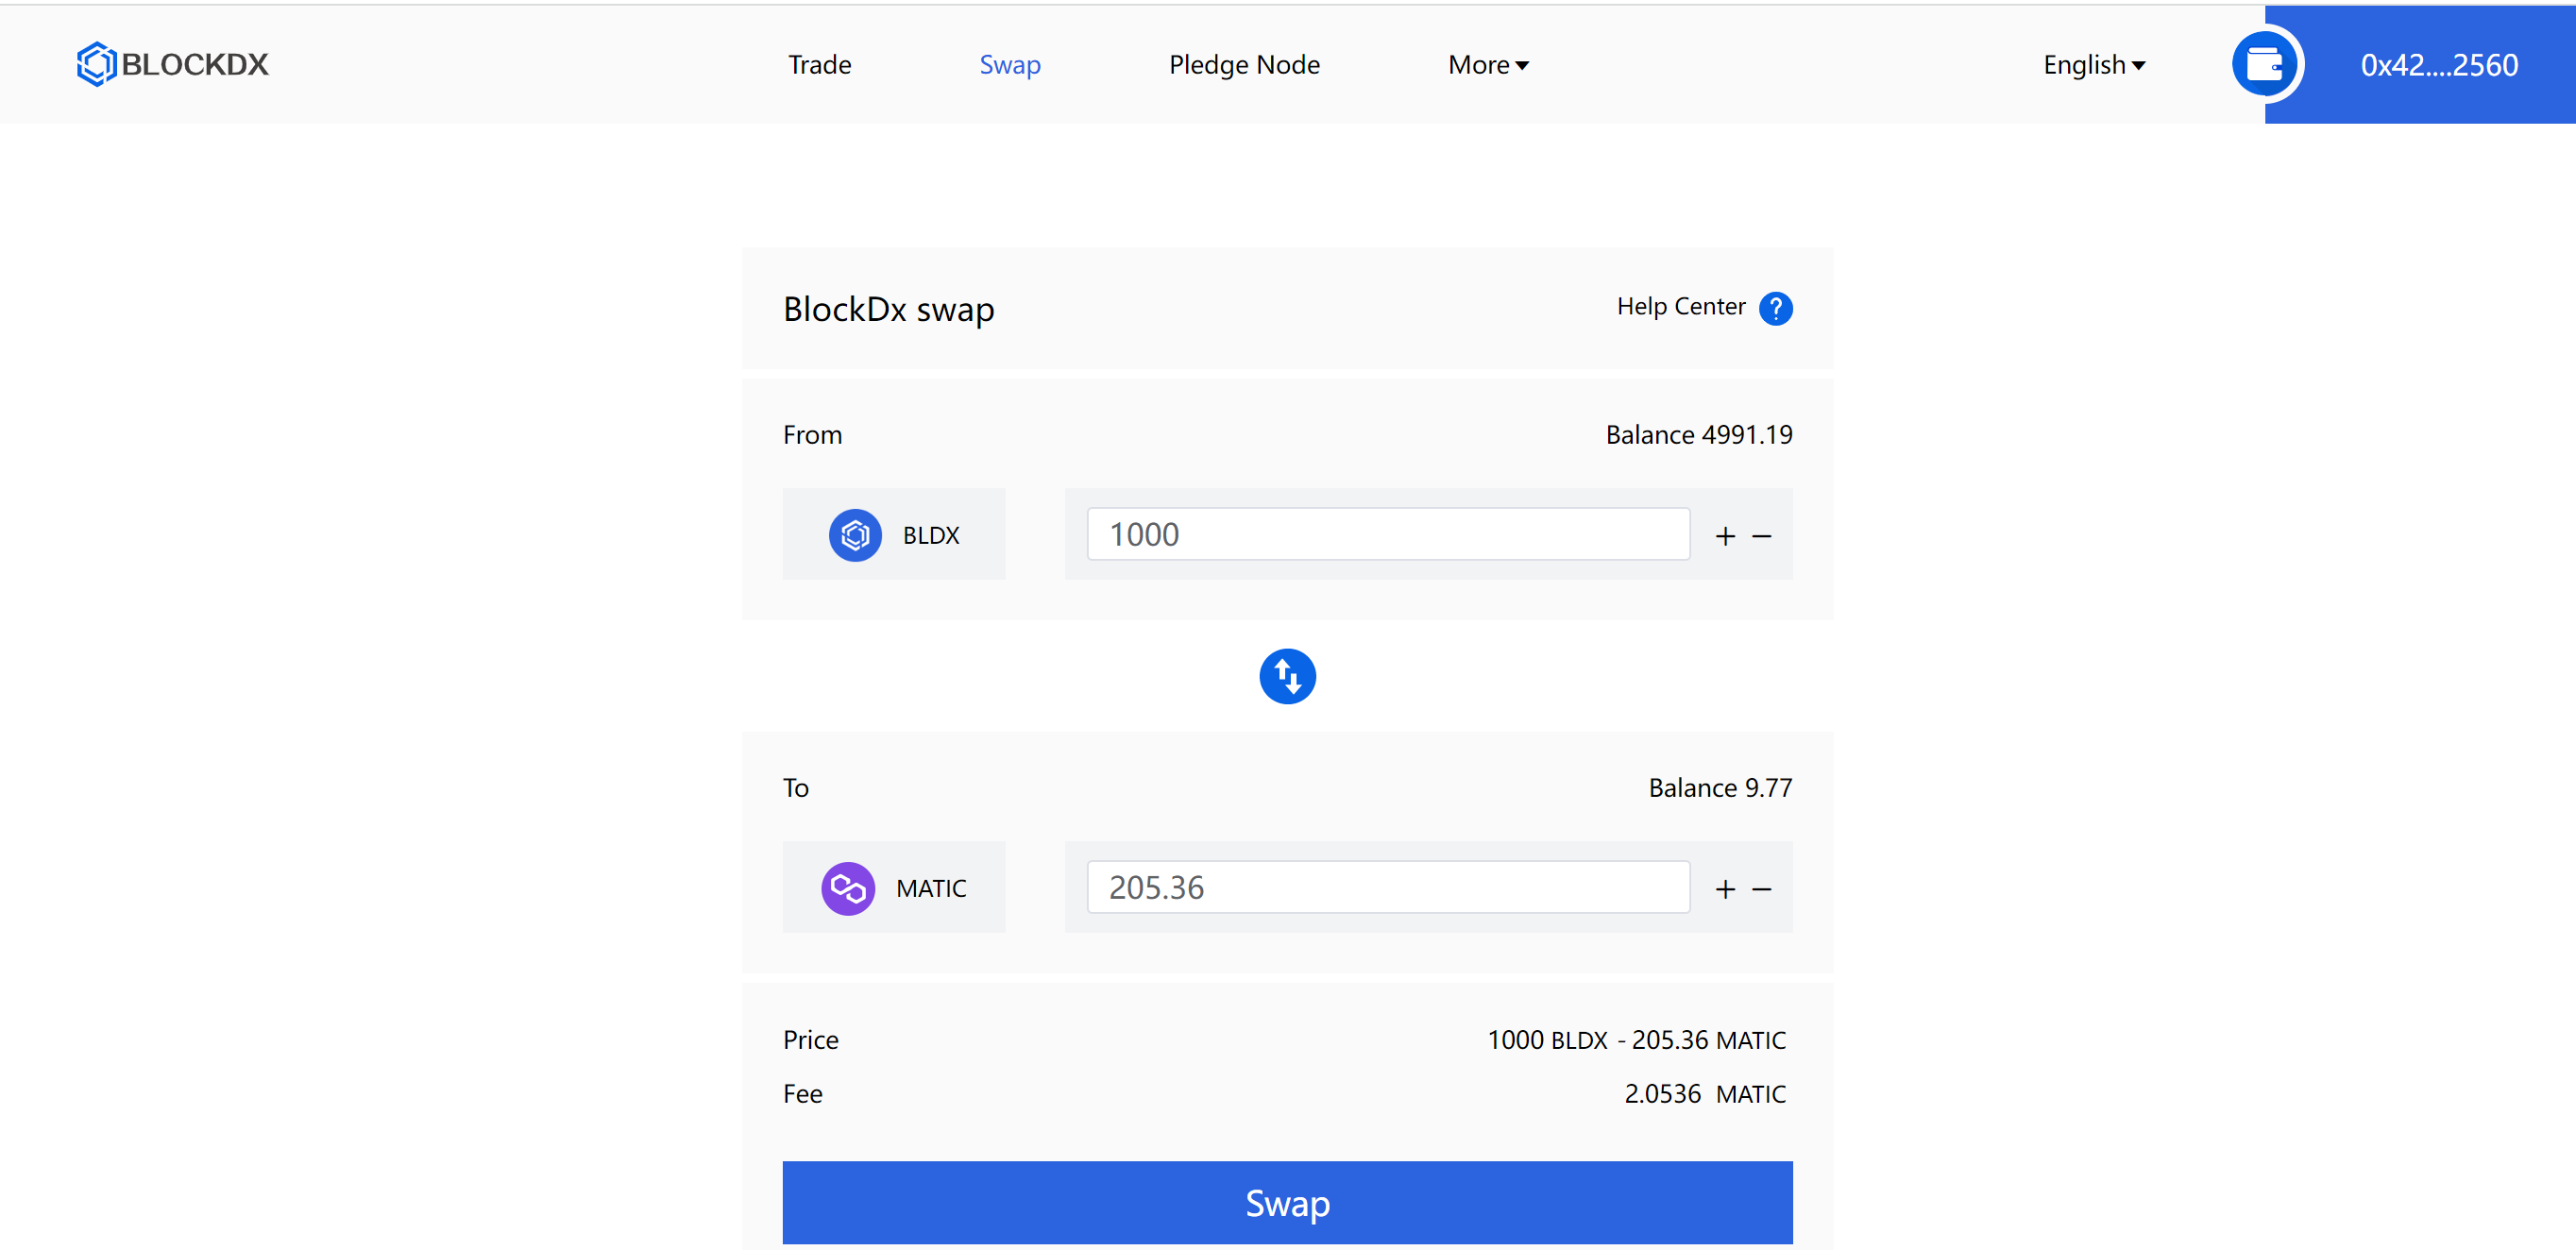 BLOCKDX
Trade Swap Pledge Node More English 0x42....2560
BlockDx swap Help Center ?
From Balance 4991.19
BLDX 1000 + −
To Balance 9.77
MATIC 205.36 + −
Price 1000 BLDX - 205.36 MATIC
Fee 2.0536 MATIC
Swap